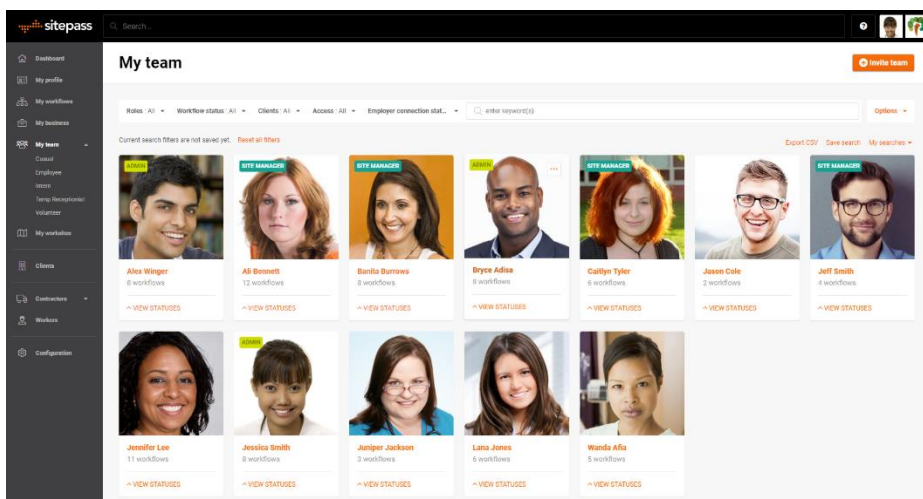 sitepass
Search...
Dashboard
My profile
My workflows
My business
My team
Casual
Employee
Intern
Temp Receptionist
Volunteer
My worksites
Clients
Contractors
Workers
Configuration
My team
Invite team
Roles : All Workflow status : All Clients : All Access : All Employer connection stat... enter keyword(s) Options
Current search filters are not saved yet. Reset all filters
Export CSV Save search My searches
ADMIN SITE MANAGER SITE MANAGER ADMIN SITE MANAGER SITE MANAGER
Alex Winger Ali Bennett Banita Burrows Bryce Adisa Caitlyn Tyler Jason Cole Jeff Smith
12 workflows 8 workflows 6 workflows 2 workflows 4 workflows
VIEW STATUSES VIEW STATUSES VIEW STATUSES VIEW STATUSES VIEW STATUSES VIEW STATUSES VIEW STATUSES
ADMIN
Jennifer Lee Jessica Smith Juniper Jackson Lana Jones Wanda Afia
11 workflows 8 workflows 3 workflows 6 workflows 5 workflows
VIEW STATUSES VIEW STATUSES VIEW STATUSES VIEW STATUSES VIEW STATUSES